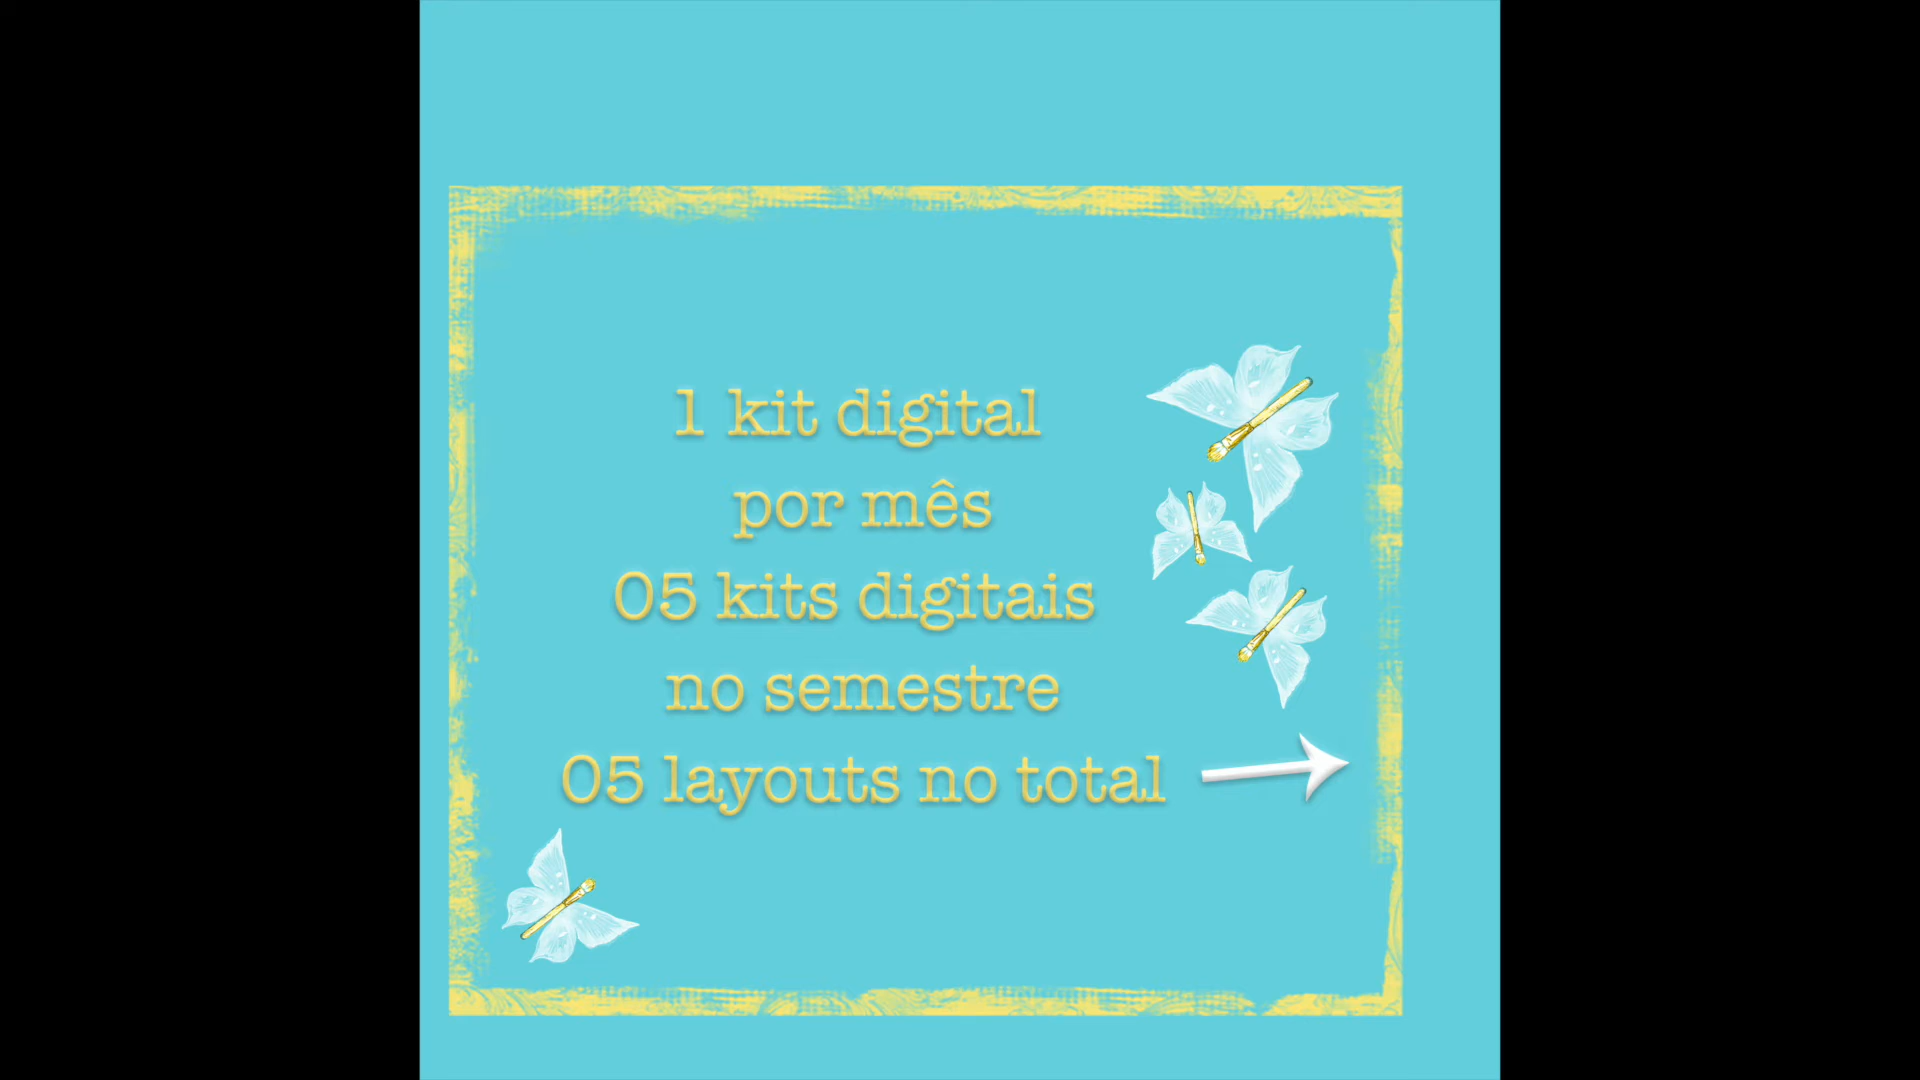 1 kit digital
por mês
05 kits digitais
no semestre
05 layouts no total